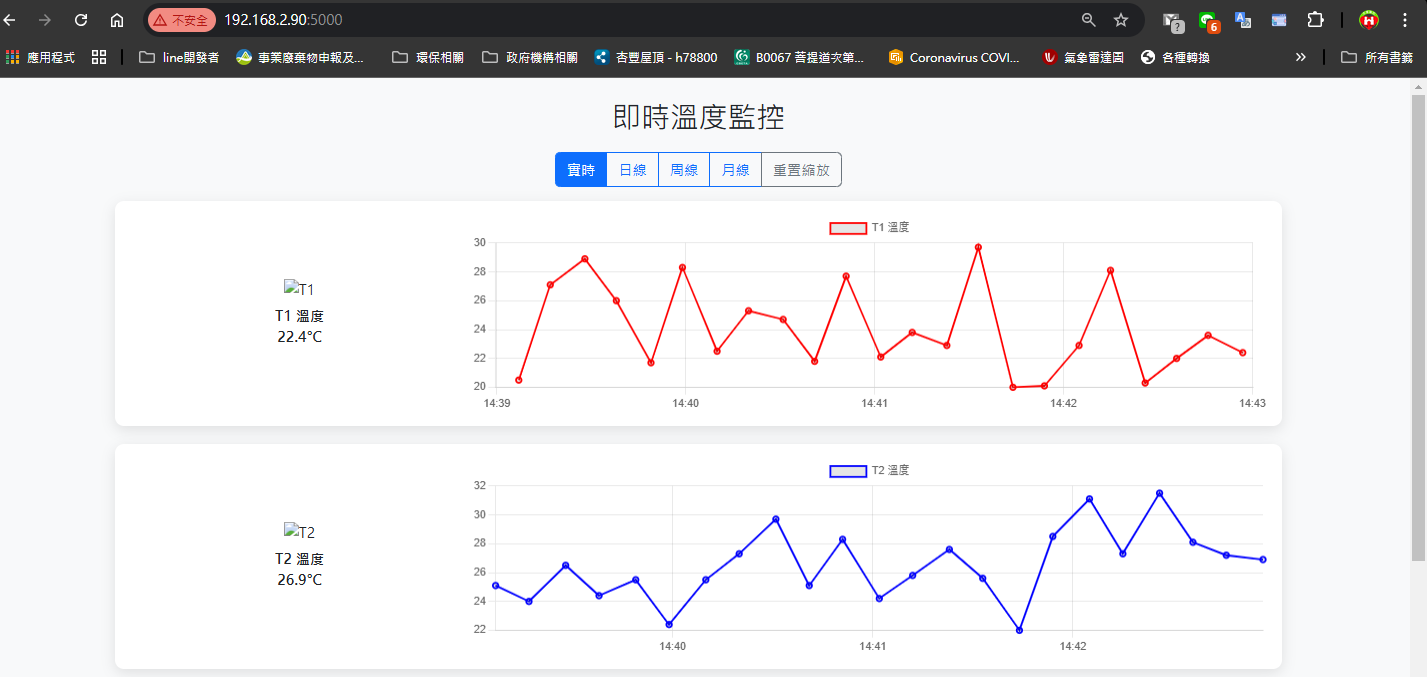 不安全 192.168.2.90:5000
?
6
應用程式 line開發者 事業廢棄物申報及... 環保相關 政府機構相關 杏豐屋頂 - h78800 B0067 菩提道次第... Coronavirus COVI... 氣象雷達圖 各種轉換 » 所有書籤
即時溫度監控
實時 日線 周線 月線 重置縮放
T1 溫度
30
28
26
24
22
20
14:39 14:40 14:41 14:42 14:43
T1
T1 溫度
22.4°C
T2 溫度
32
30
28
26
24
22
14:40 14:41 14:42
T2
T2 溫度
26.9°C